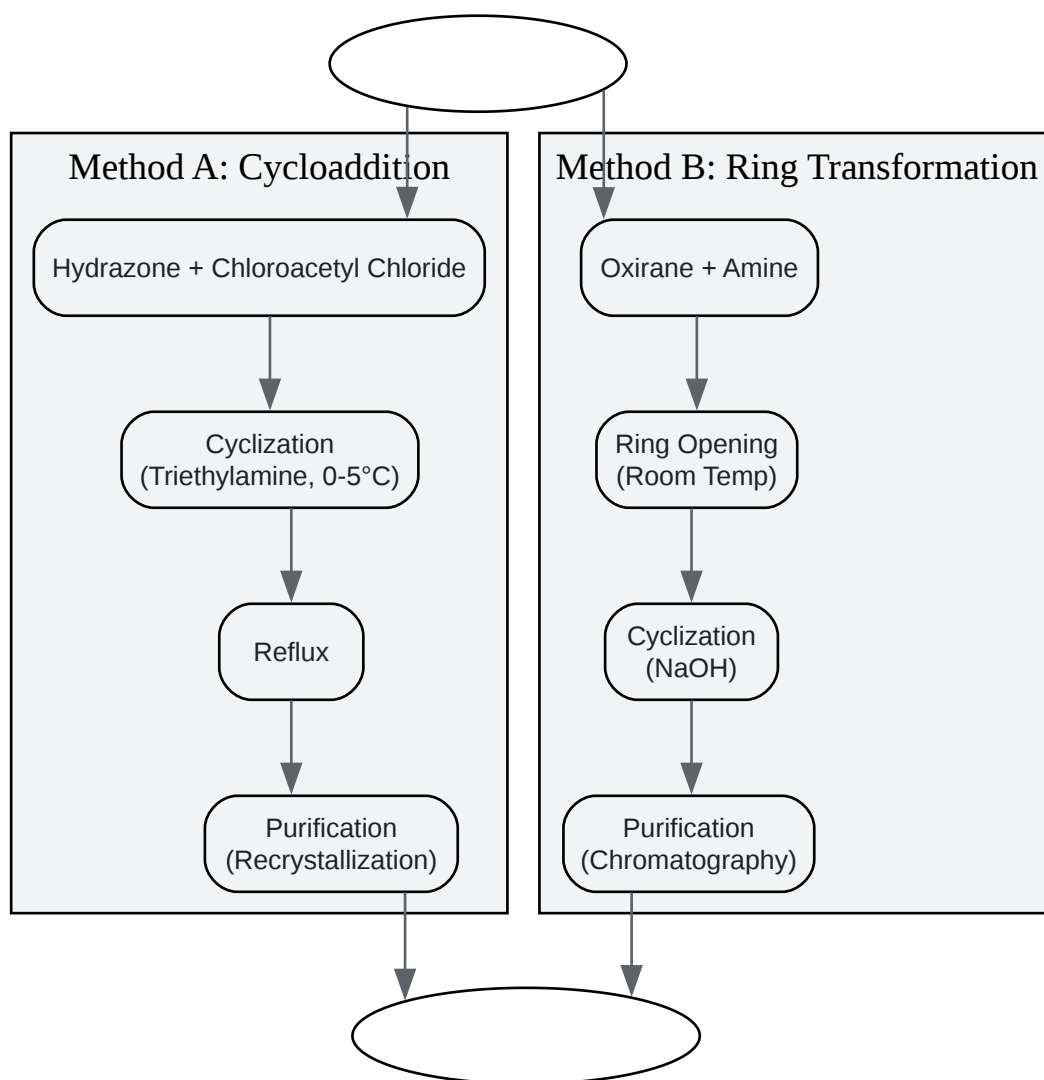 Method A: Cycloaddition
Hydrazone + Chloroacetyl Chloride
Cyclization
(Triethylamine, 0-5°C)
Reflux
Purification
(Recrystallization)
Method B: Ring Transformation
Oxirane + Amine
Ring Opening
(Room Temp)
Cyclization
(NaOH)
Purification
(Chromatography)